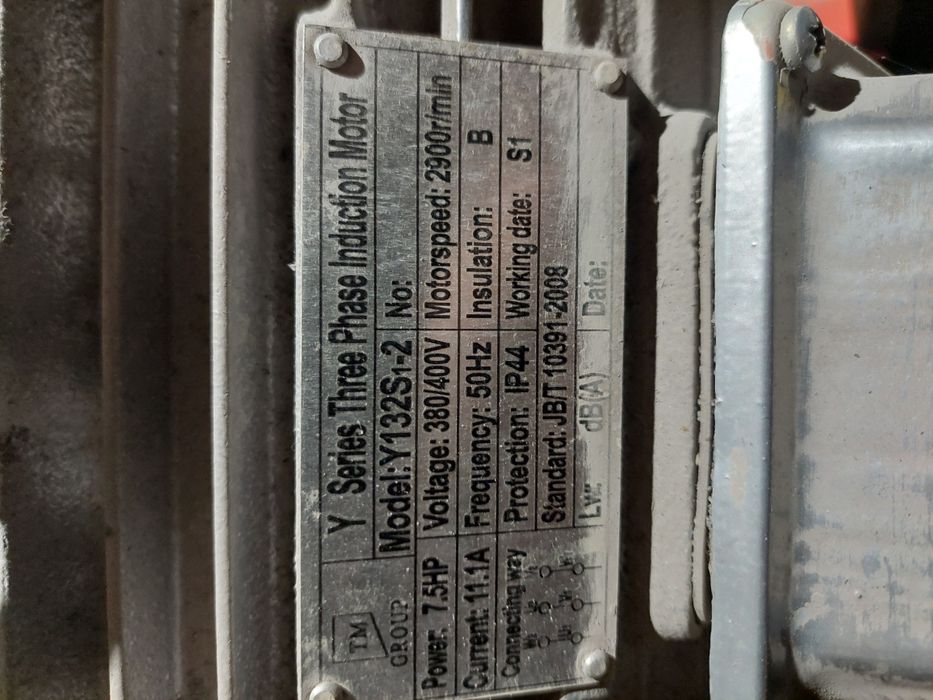 TM
GROUP
Y Series Three Phase Induction Motor
Model:Y132S1-2 No:
Power: 7.5HP Voltage: 380/400V Motorspeed: 2900r/min
Current: 11.1A Frequency: 50Hz Insulation: B
Connecting way Protection: IP44 Working date: S1
Standard: JB/T 10391-2008
Lw: dB(A) Date: